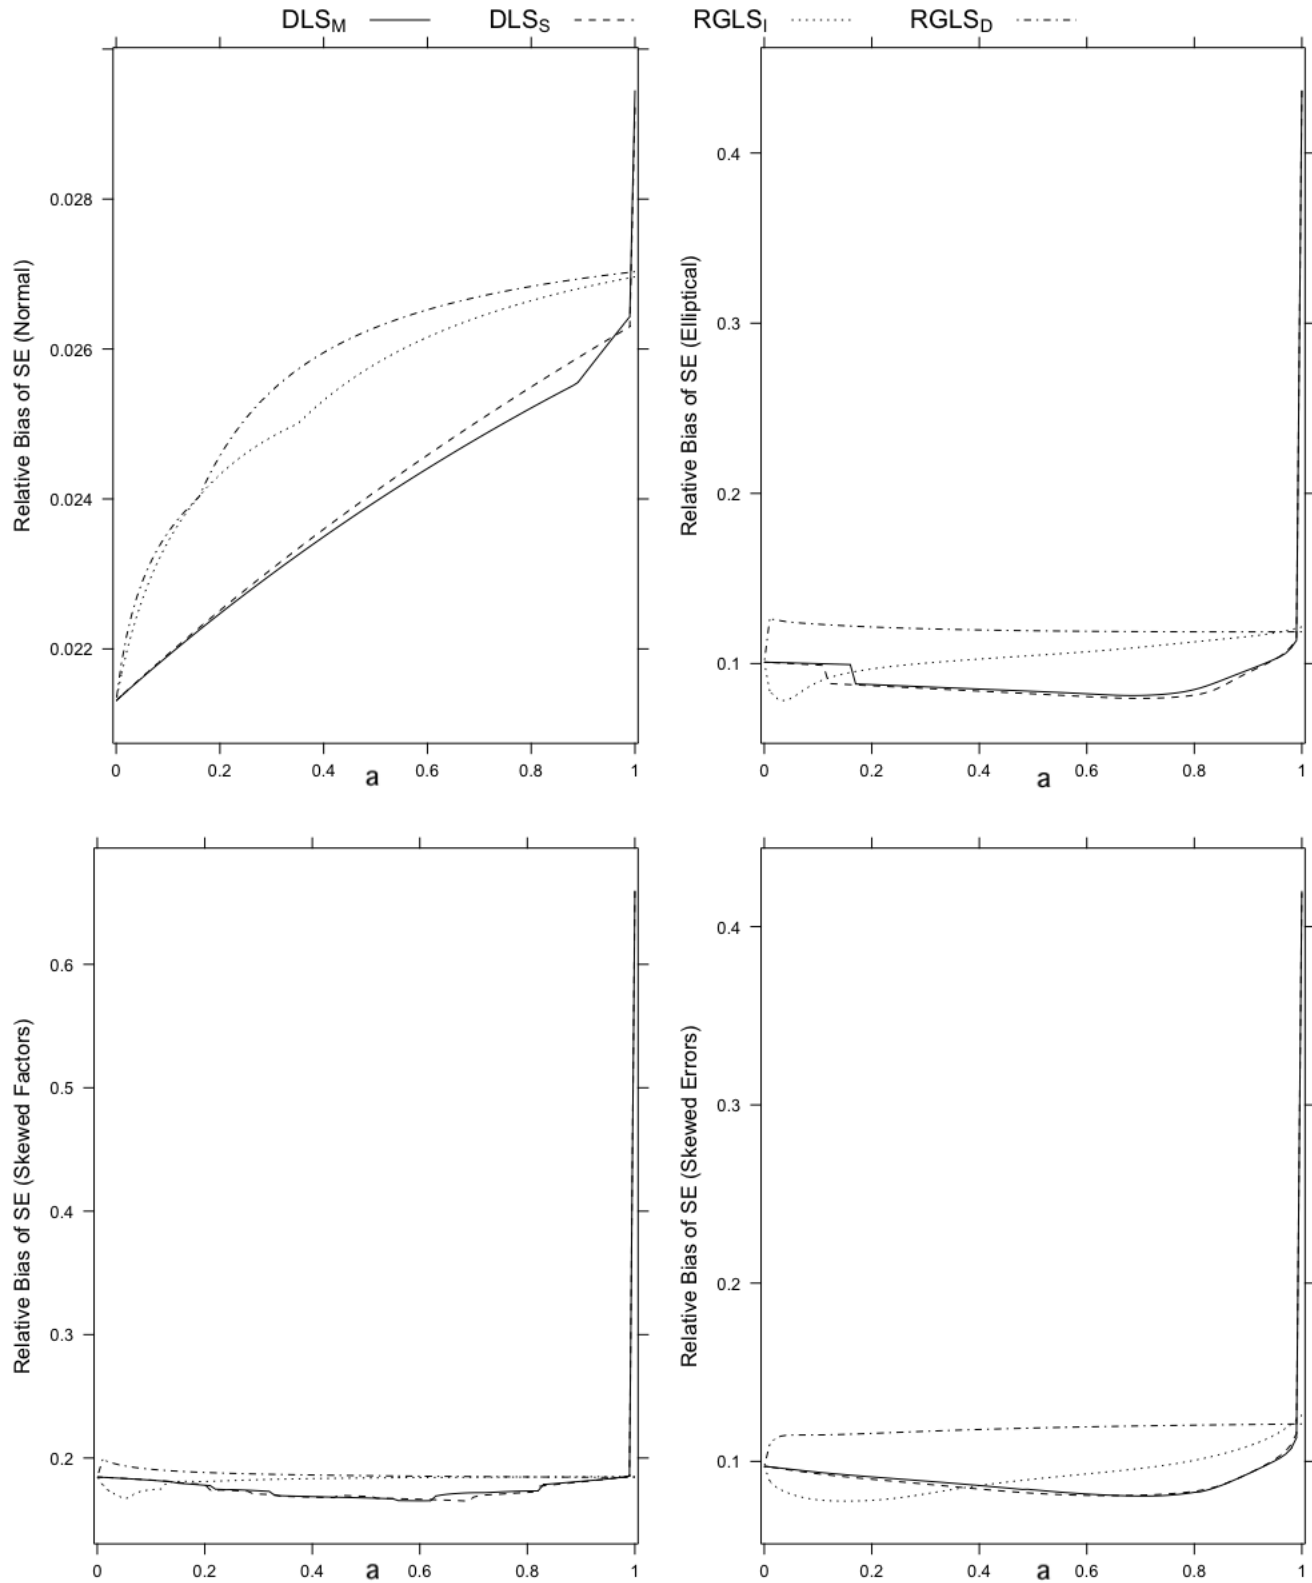 DLS_M DLS_S RGLS_I RGLS_D
Relative Bias of SE (Normal)
0.028
0.026
0.024
0.022
0 0.2 0.4 0.6 0.8 1
a
Relative Bias of SE (Elliptical)
0.4
0.3
0.2
0.1
0 0.2 0.4 0.6 0.8 1
a
Relative Bias of SE (Skewed Factors)
0.6
0.5
0.4
0.3
0.2
0 0.2 0.4 0.6 0.8 1
a
Relative Bias of SE (Skewed Errors)
0.4
0.3
0.2
0.1
0 0.2 0.4 0.6 0.8 1
a